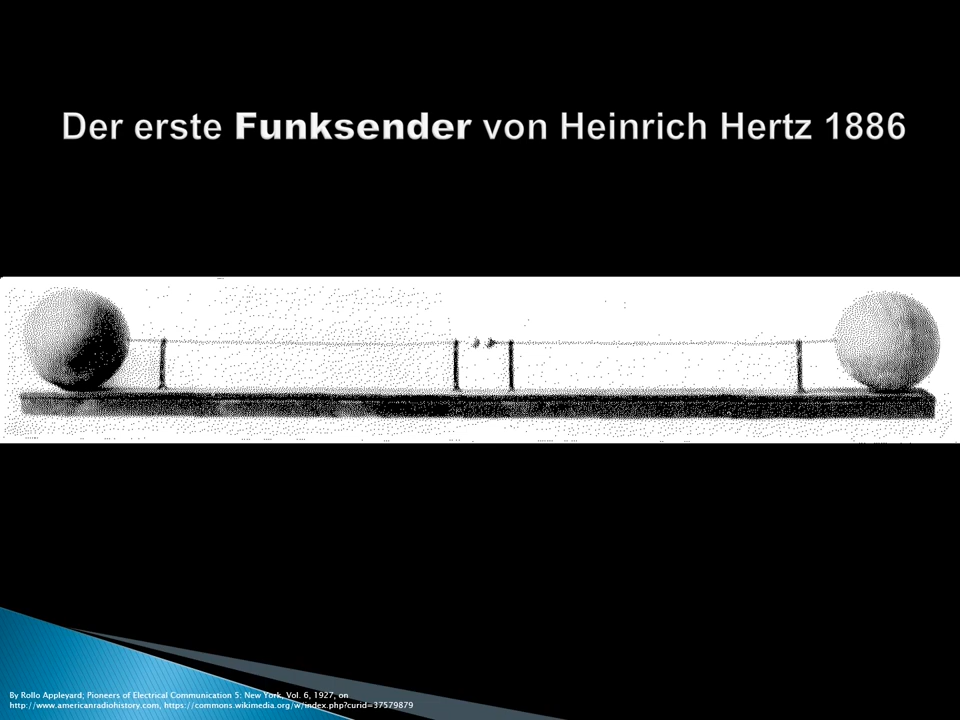 Der erste Funksender von Heinrich Hertz 1886
By Rollo Appleyard; Pioneers of Electrical Communication 5: New York, Vol. 6, 1927, on
http://www.americanradiohistory.com, https://commons.wikimedia.org/w/index.php?curid=37579879